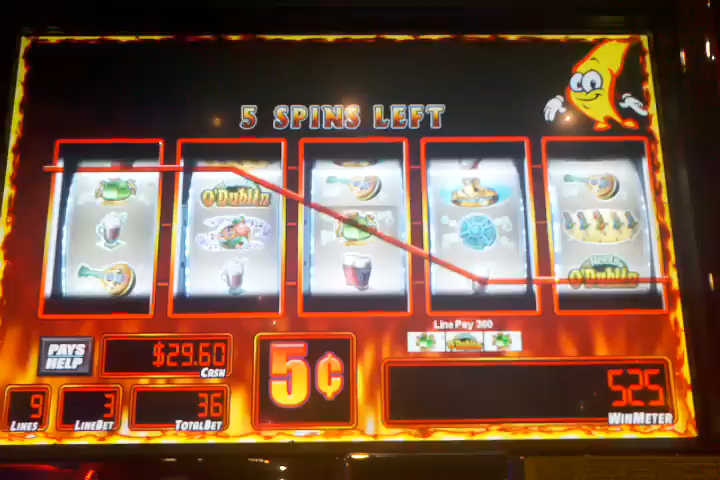 5 SPINS LEFT
O'DUBLIN
O'DUBLIN
Line Pay 360
PAYS
HELP
$29.60
CASH
5¢
525
WINMETER
9
LINES
3
LINEBET
36
TOTALBET